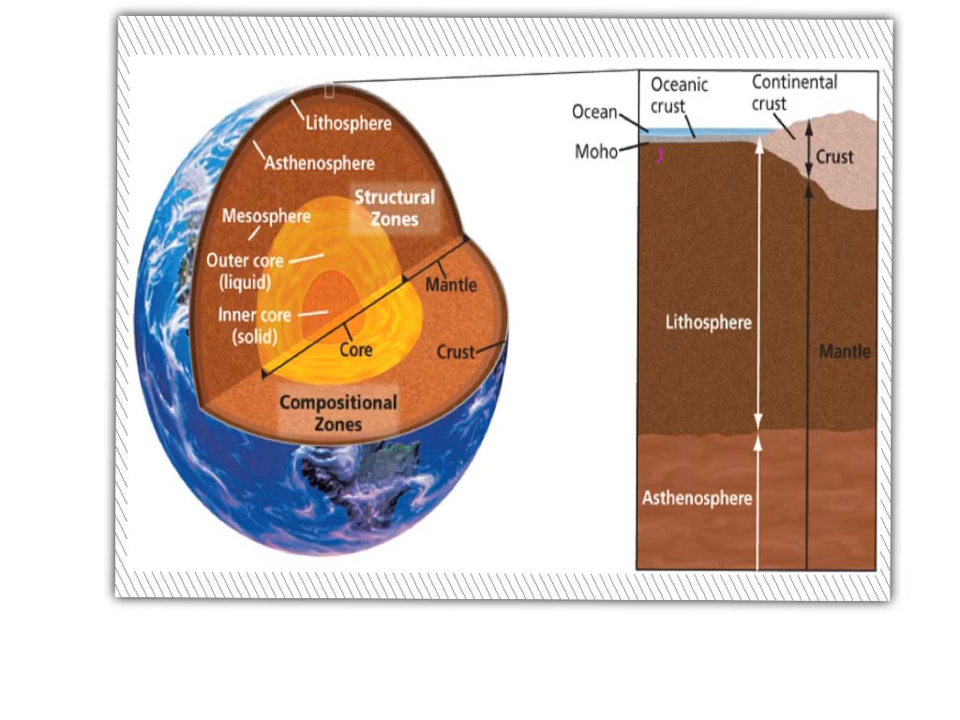 Lithosphere
Asthenosphere
Structural
Zones
Mesosphere
Outer core
(liquid)
Mantle
Inner core
(solid)
Core
Crust
Compositional
Zones
Oceanic
crust
Continental
crust
Ocean
Moho
Crust
Lithosphere
Mantle
Asthenosphere